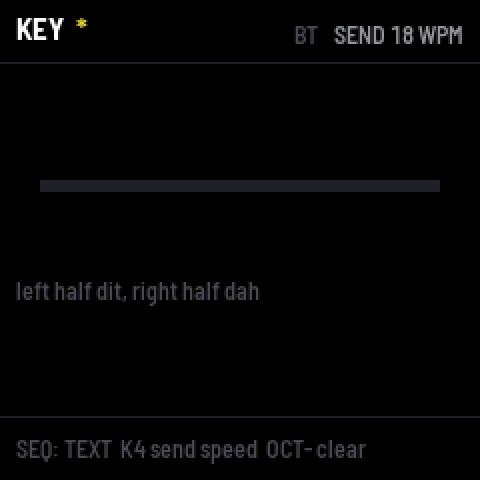 KEY *
BT SEND 18 WPM
left half dit, right half dah
SEQ: TEXT K4 send speed OCT- clear